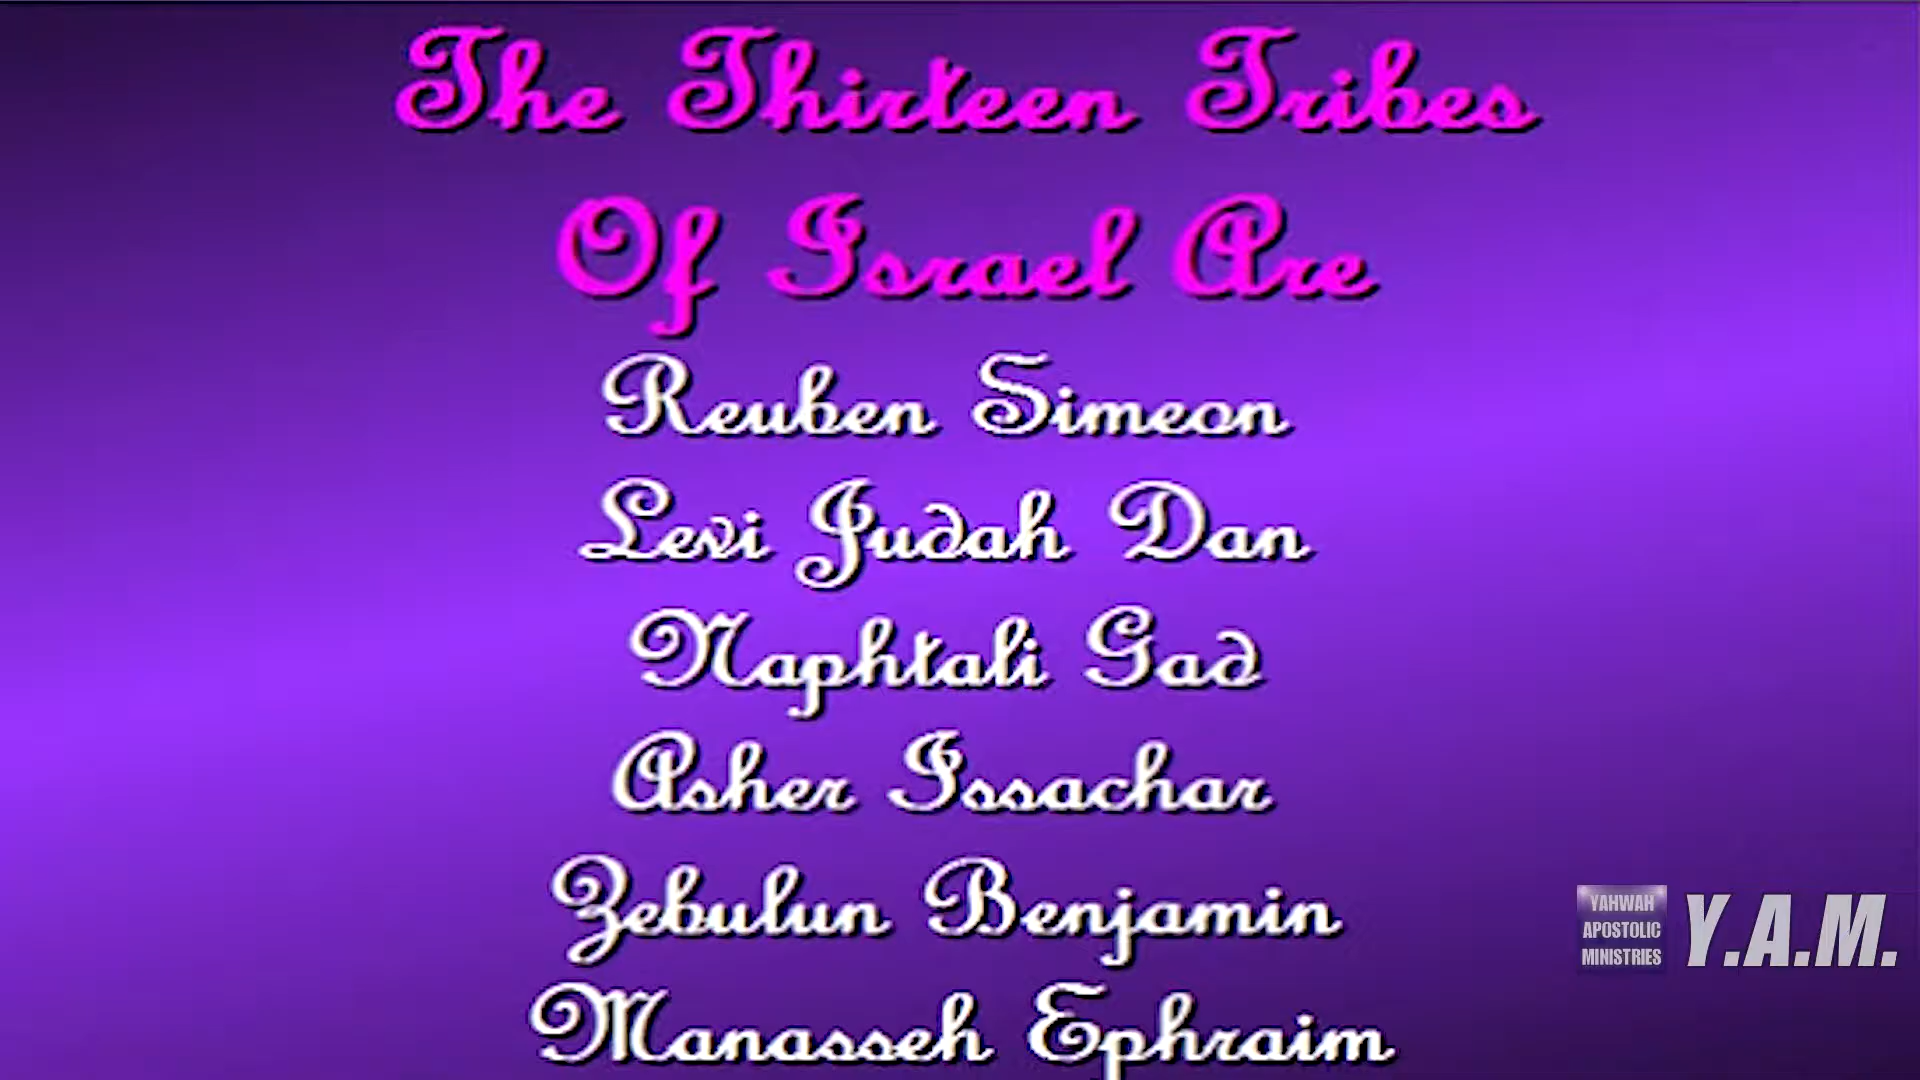 The Thirteen Tribes
Of Israel Are
Reuben Simeon
Levi Judah Dan
Naphtali Gad
Asher Issachar
Zebulun Benjamin
Manasseh Ephraim
YAHWAH
APOSTOLIC
MINISTRIES
Y.A.M.